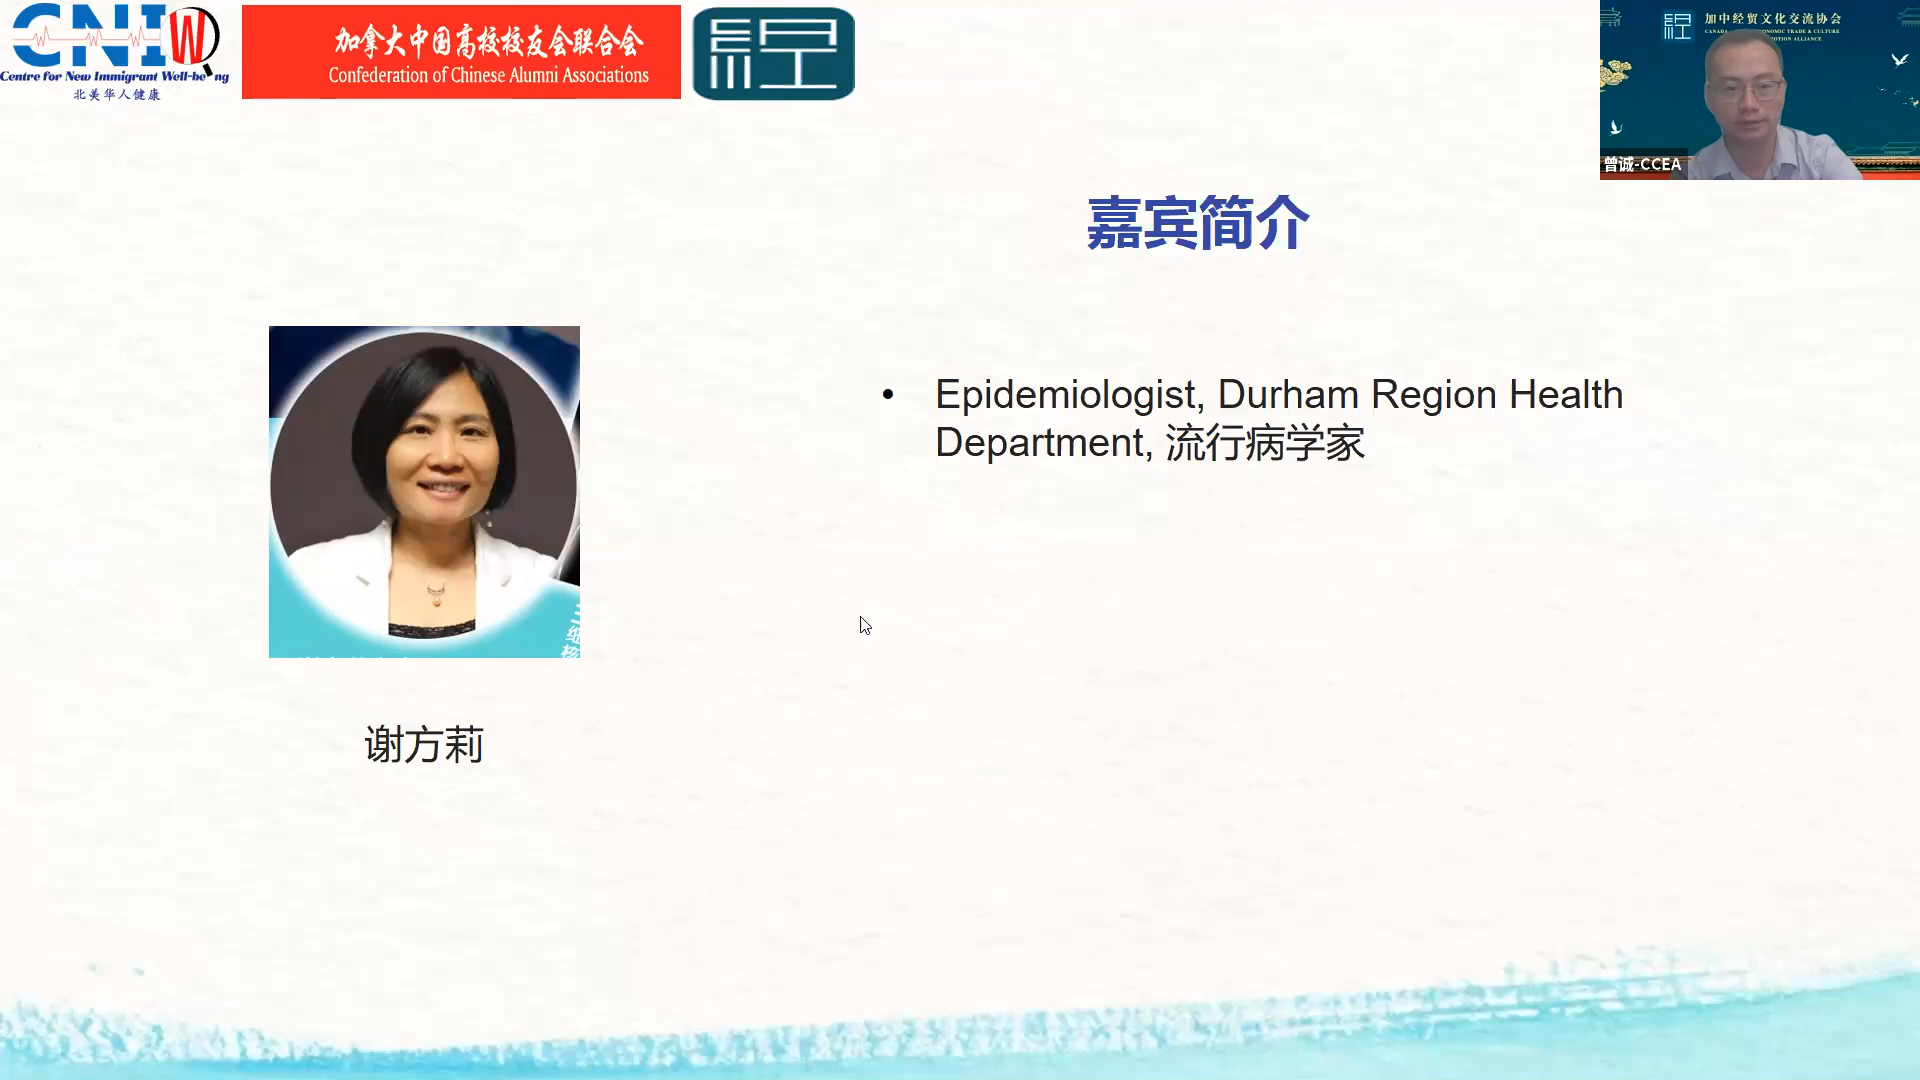 CNIW
Centre for New Immigrant Well-being
北美华人健康
加拿大中国高校校友会联合会
Confederation of Chinese Alumni Associations
加中经贸文化交流协会
曾诚-CCEA
嘉宾简介
• Epidemiologist, Durham Region Health
Department, 流行病学家
谢方莉